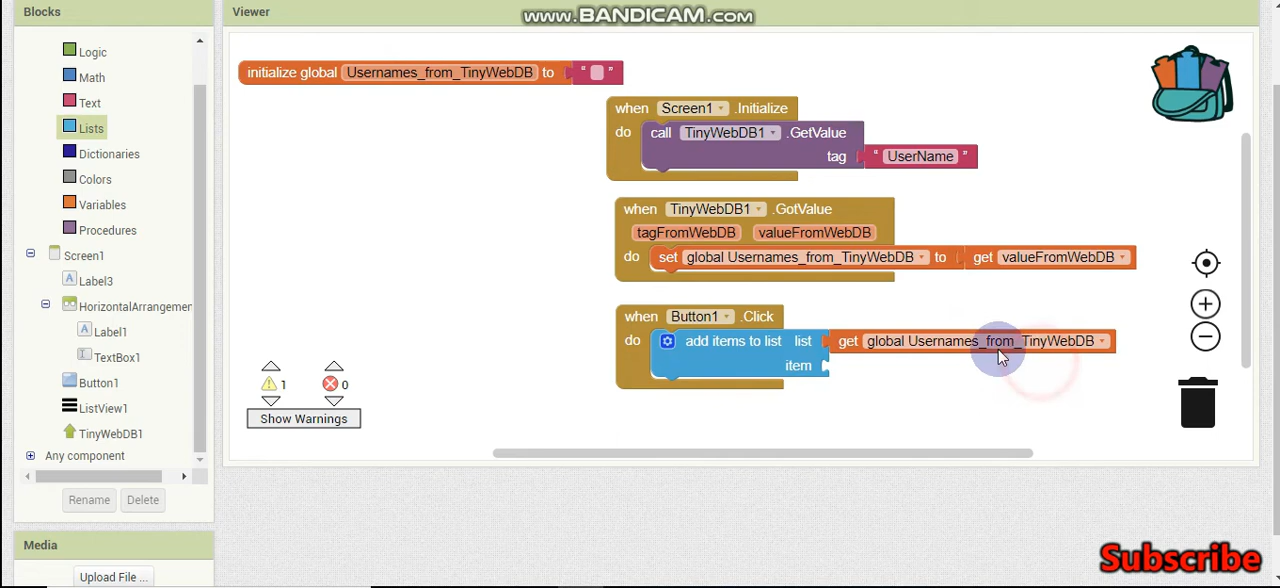 Blocks
Viewer
www.BANDICAM.com
Logic
Math
Text
Lists
Dictionaries
Colors
Variables
Procedures
Screen1
Label3
HorizontalArrangemen
Label1
TextBox1
Button1
ListView1
TinyWebDB1
Any component
Rename Delete
Media
Upload File ...
initialize global Usernames_from_TinyWebDB to " "
when Screen1 .Initialize
do call TinyWebDB1 .GetValue
tag " UserName "
when TinyWebDB1 .GotValue
tagFromWebDB valueFromWebDB
do set global Usernames_from_TinyWebDB to get valueFromWebDB
when Button1 .Click
do add items to list list get global Usernames_from_TinyWebDB
item
1 0
Show Warnings
Subscribe